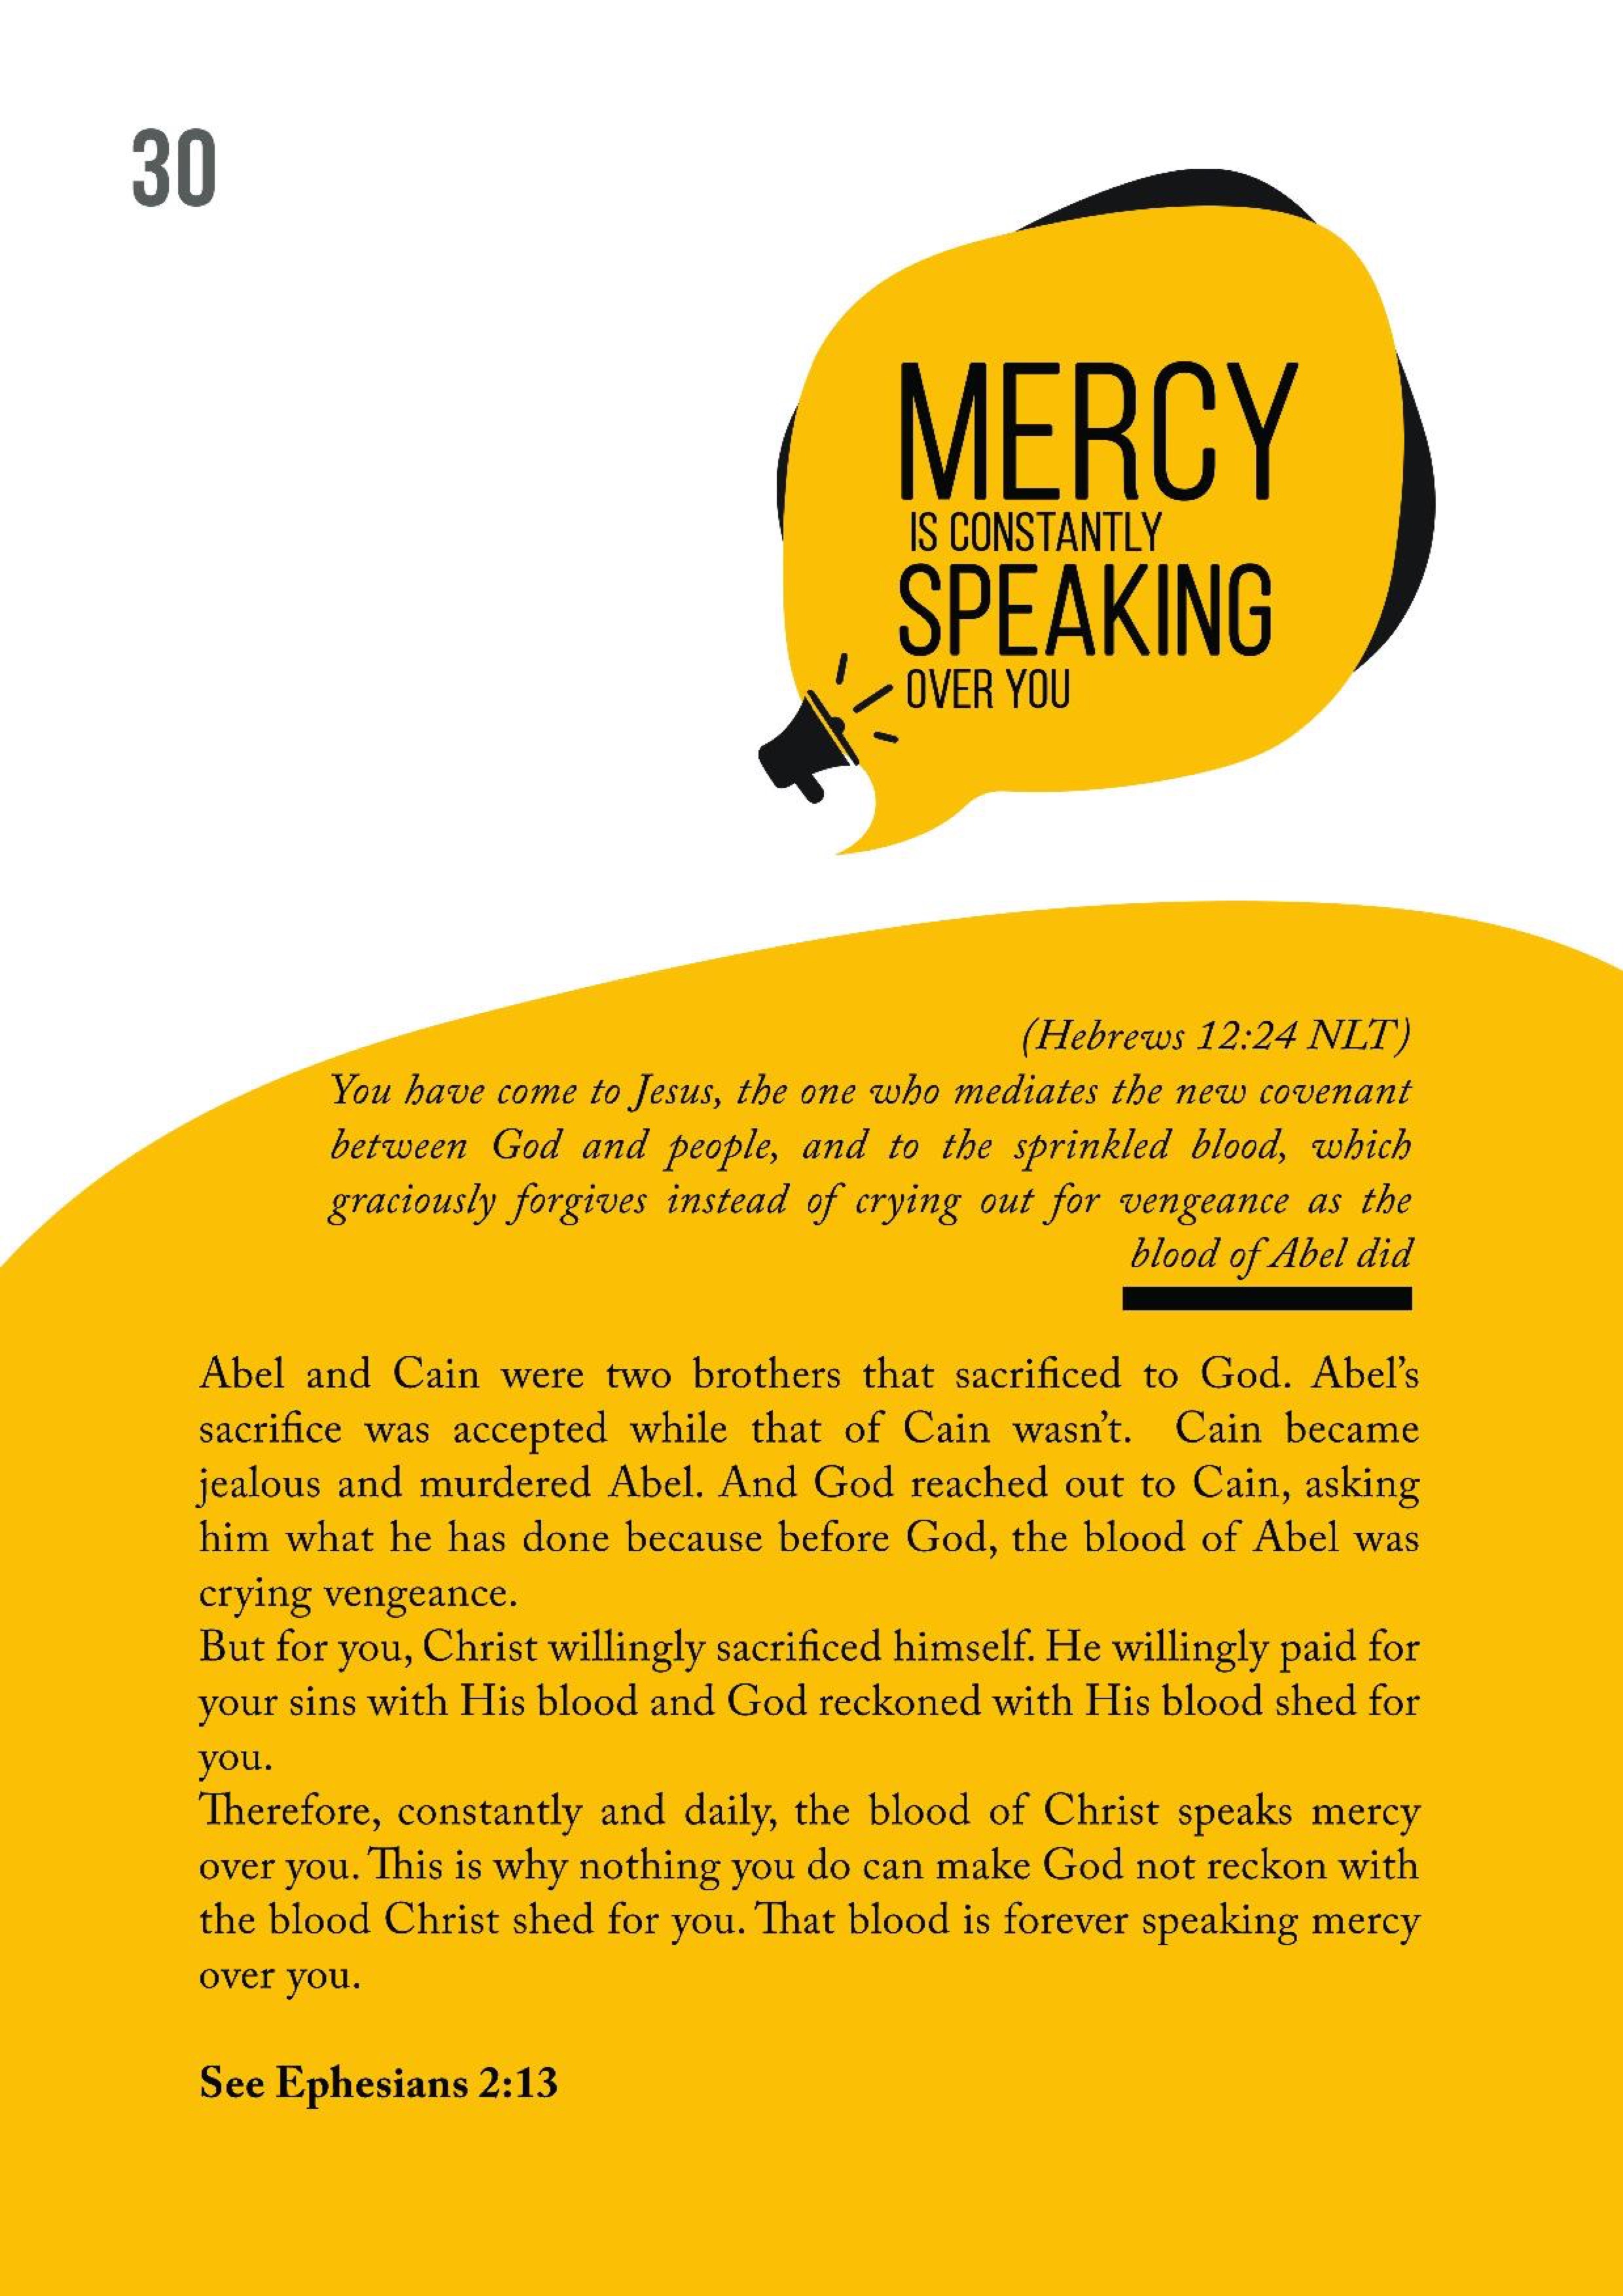 30
MERCY
IS CONSTANTLY
SPEAKING
OVER YOU
(Hebrews 12:24 NLT)
You have come to Jesus, the one who mediates the new covenant
between God and people, and to the sprinkled blood, which
graciously forgives instead of crying out for vengeance as the
blood of Abel did
Abel and Cain were two brothers that sacrificed to God. Abel's
sacrifice was accepted while that of Cain wasn't. Cain became
jealous and murdered Abel. And God reached out to Cain, asking
him what he has done because before God, the blood of Abel was
crying vengeance.
But for you, Christ willingly sacrificed himself. He willingly paid for
your sins with His blood and God reckoned with His blood shed for
you.
Therefore, constantly and daily, the blood of Christ speaks mercy
over you. This is why nothing you do can make God not reckon with
the blood Christ shed for you. That blood is forever speaking mercy
over you.
See Ephesians 2:13